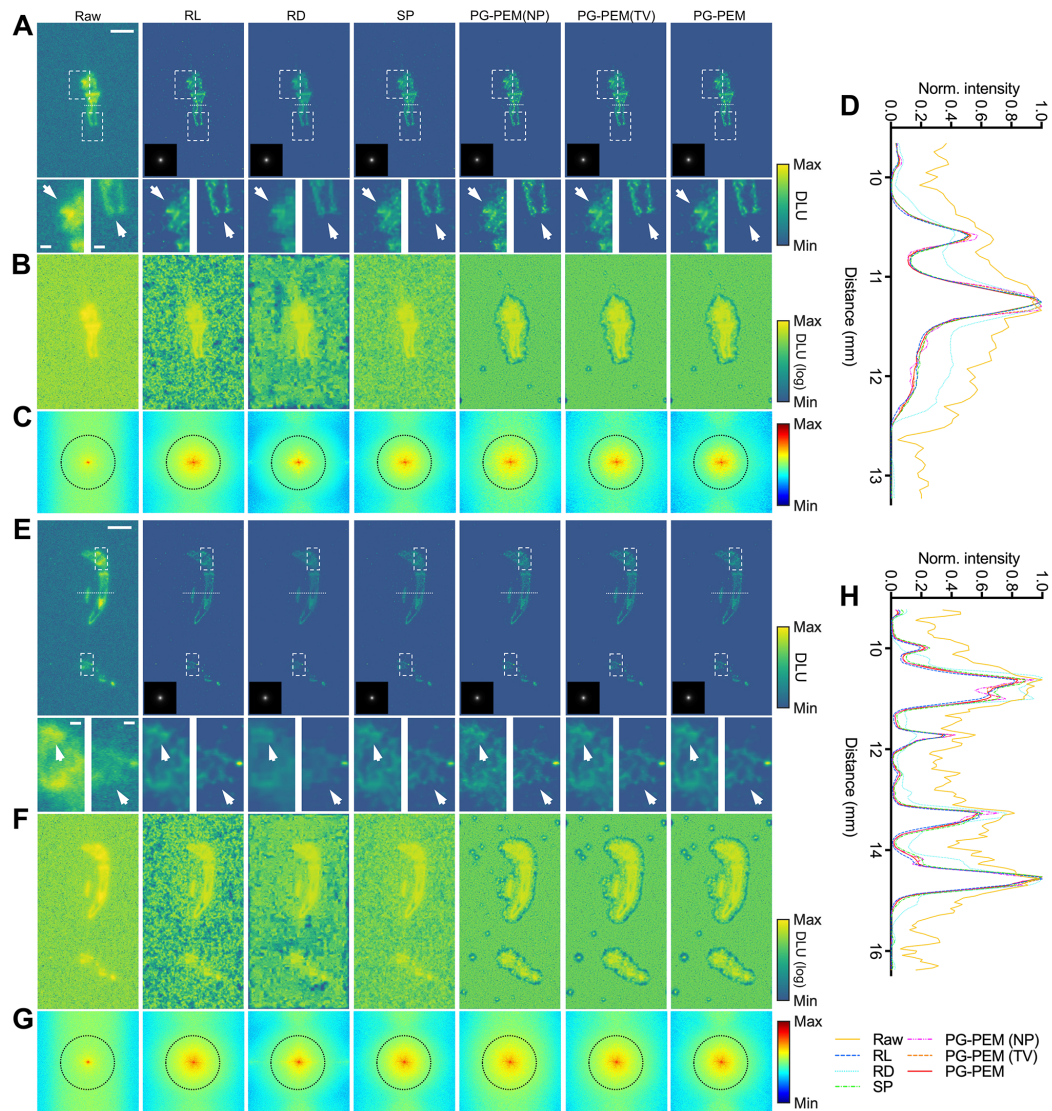 Raw RL RD SP PG-PEM(NP) PG-PEM(TV) PG-PEM
A
Max
DLU
Min
B
Max
DLU (log)
Min
C
Max
Min
D
Norm. intensity
0.0 0.2 0.4 0.6 0.8 1.0
10
11
12
13
Distance (mm)
E
Max
DLU
Min
F
Max
DLU (log)
Min
G
Max
Min
H
Norm. intensity
0.0 0.2 0.4 0.6 0.8 1.0
10
12
14
16
Distance (mm)
Raw
RL
RD
SP
PG-PEM (NP)
PG-PEM (TV)
PG-PEM